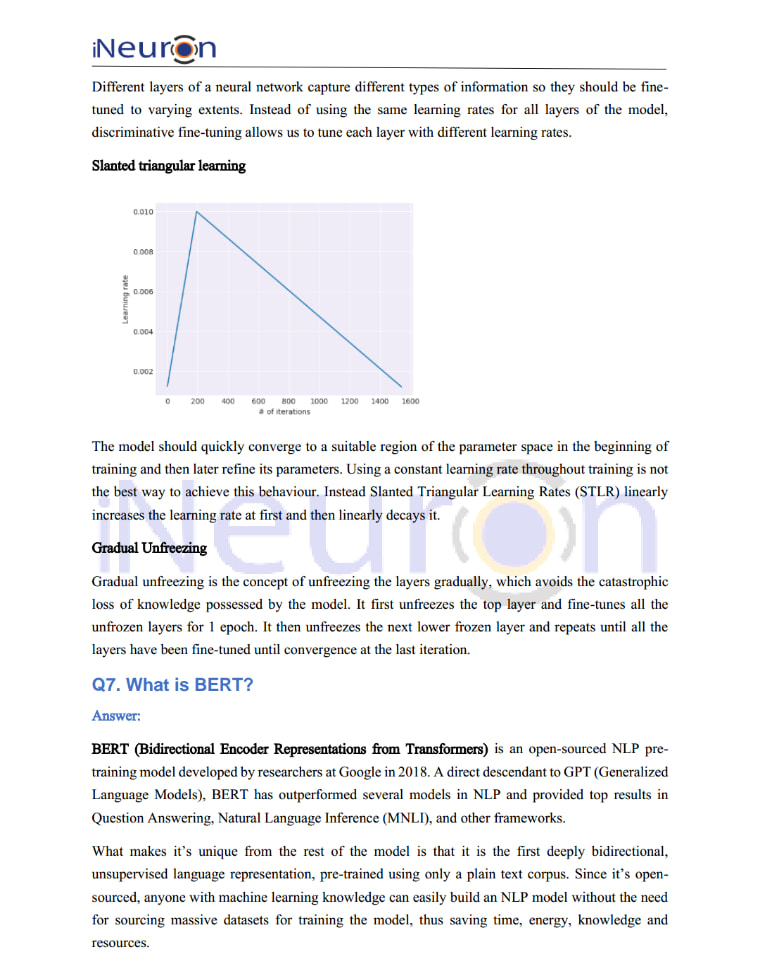 iNeuron
Different layers of a neural network capture different types of information so they should be fine-
tuned to varying extents. Instead of using the same learning rates for all layers of the model,
discriminative fine-tuning allows us to tune each layer with different learning rates.
Slanted triangular learning
0.010
0.008
0.006
0.004
0.002
Learning rate
0 200 400 600 800 1000 1200 1400 1600
# of iterations
The model should quickly converge to a suitable region of the parameter space in the beginning of
training and then later refine its parameters. Using a constant learning rate throughout training is not
the best way to achieve this behaviour. Instead Slanted Triangular Learning Rates (STLR) linearly
increases the learning rate at first and then linearly decays it.
iNeuron
Gradual Unfreezing
Gradual unfreezing is the concept of unfreezing the layers gradually, which avoids the catastrophic
loss of knowledge possessed by the model. It first unfreezes the top layer and fine-tunes all the
unfrozen layers for 1 epoch. It then unfreezes the next lower frozen layer and repeats until all the
layers have been fine-tuned until convergence at the last iteration.
Q7. What is BERT?
Answer:
BERT (Bidirectional Encoder Representations from Transformers) is an open-sourced NLP pre-
training model developed by researchers at Google in 2018. A direct descendant to GPT (Generalized
Language Models), BERT has outperformed several models in NLP and provided top results in
Question Answering, Natural Language Inference (MNLI), and other frameworks.
What makes it’s unique from the rest of the model is that it is the first deeply bidirectional,
unsupervised language representation, pre-trained using only a plain text corpus. Since it’s open-
sourced, anyone with machine learning knowledge can easily build an NLP model without the need
for sourcing massive datasets for training the model, thus saving time, energy, knowledge and
resources.